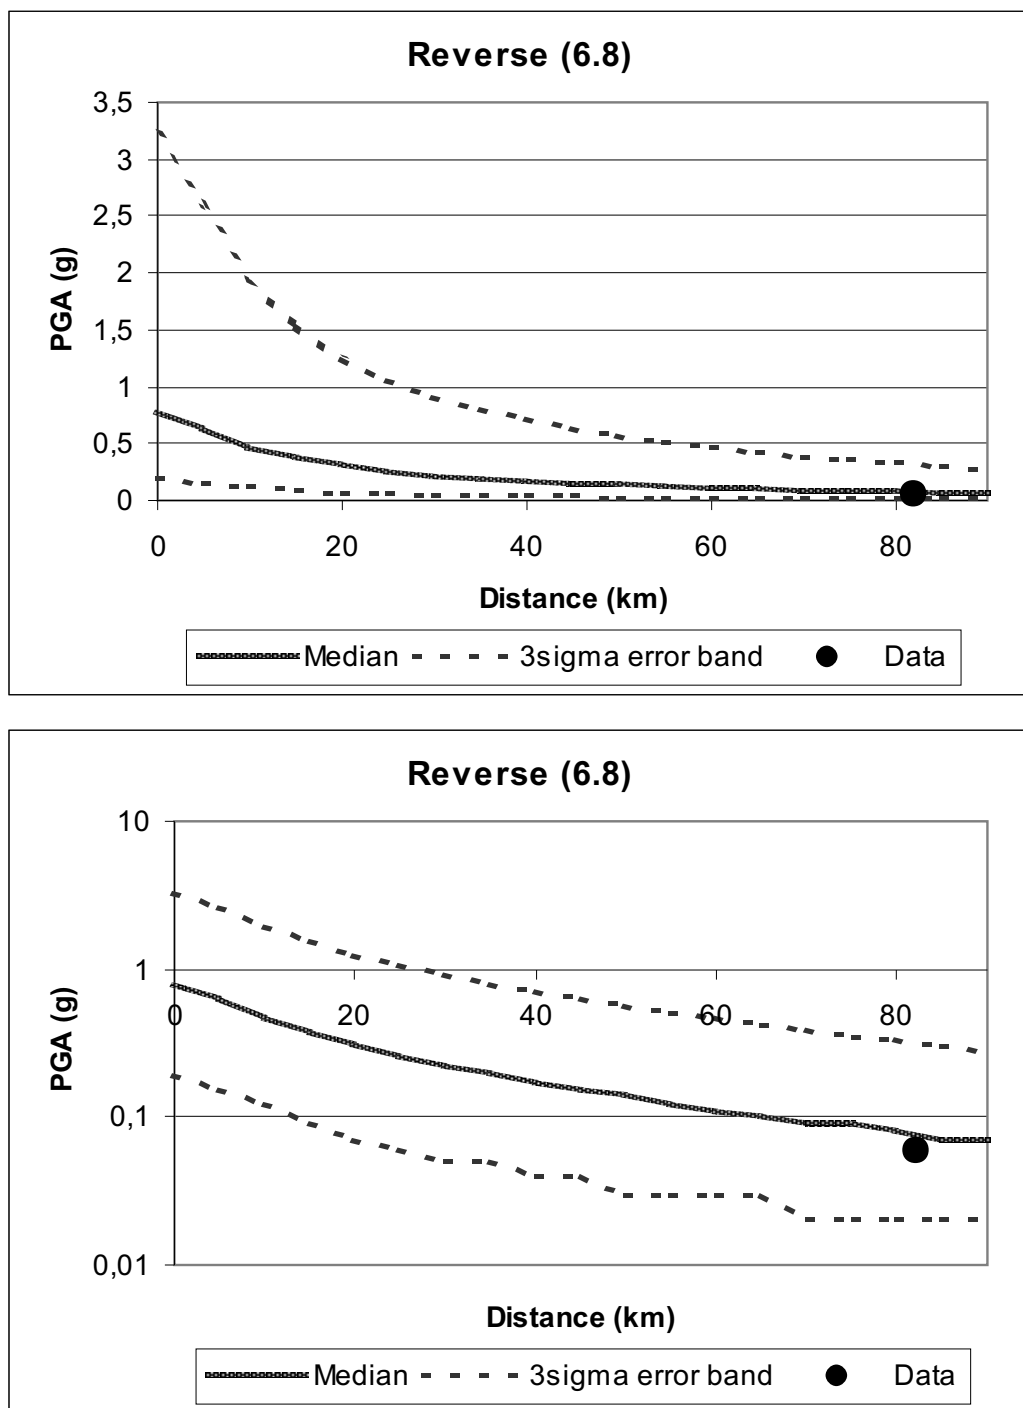 Reverse (6.8)
3,5
3
2,5
2
1,5
1
0,5
0
PGA (g)
0 20 40 60 80
Distance (km)
Median 3sigma error band Data
Reverse (6.8)
10
1
0,1
0,01
PGA (g)
0 20 40 60 80
Distance (km)
Median 3sigma error band Data